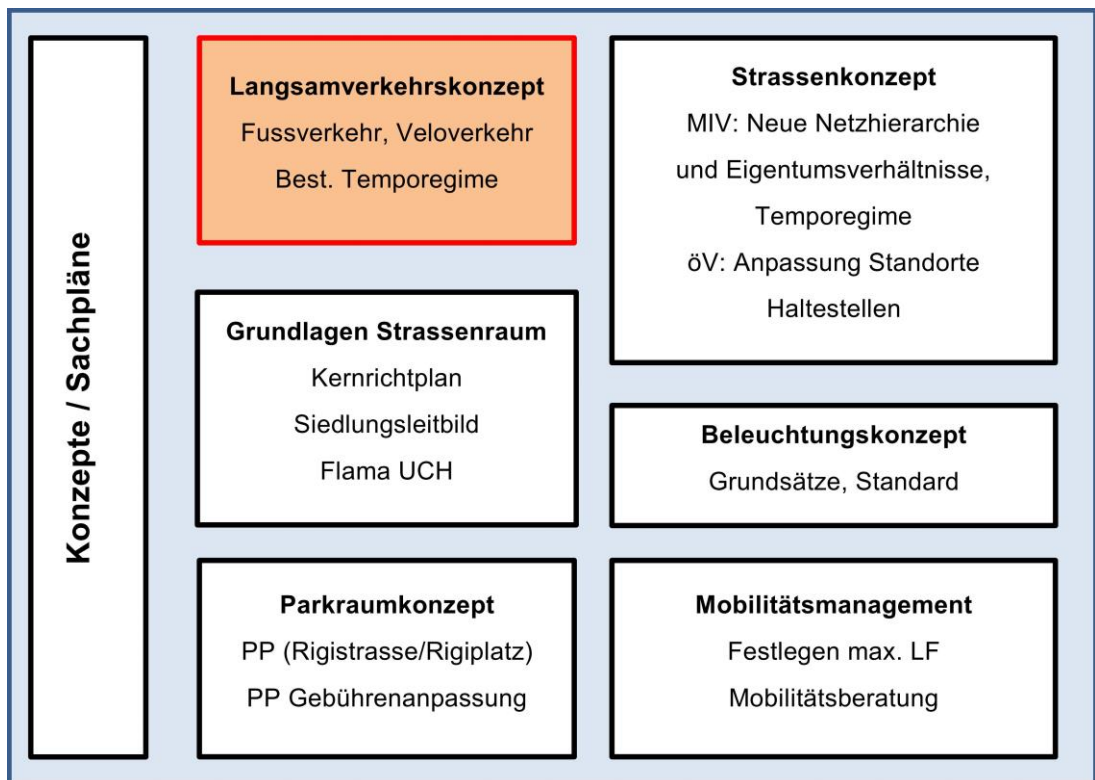 Konzepte / Sachpläne
Langsamverkehrskonzept
Fussverkehr, Veloverkehr
Best. Temporegime
Grundlagen Strassenraum
Kernrichtplan
Siedlungsleitbild
Flama UCH
Parkraumkonzept
PP (Rigistrasse/Rigiplatz)
PP Gebührenanpassung
Strassenkonzept
MIV: Neue Netzhierarchie
und Eigentumsverhältnisse,
Temporegime
öV: Anpassung Standorte
Haltestellen
Beleuchtungskonzept
Grundsätze, Standard
Mobilitätsmanagement
Festlegen max. LF
Mobilitätsberatung